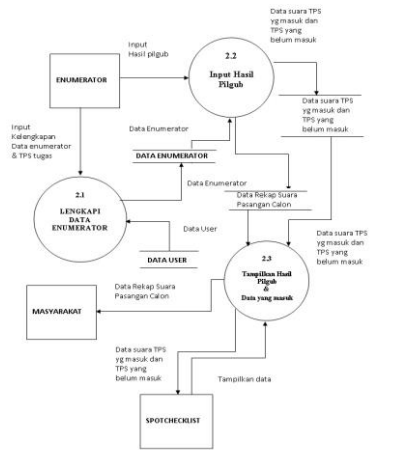 Data suara TPS
yg masuk dan
TPS yang
belum masuk
Input
Hasil pilgub
2.2
Input Hasil
Pilgub
ENUMERATOR
Data suara TPS
yg masuk dan
TPS yang
belum masuk
Input
Kelengkapan
Data enumerator
& TPS tugas
Data Enumerator
DATA ENUMERATOR
Data Enumerator
2.1
LENGKAPI
DATA
ENUMERATOR
Data Rekap Suara
Pasangan Calon
Data User
DATA USER
Data suara TPS
yg masuk dan
TPS yang
belum masuk
2.3
Tampilkan Hasil
Pilgub
&
Data yang masuk
Data Rekap Suara
Pasangan Calon
MASYARAKAT
Data suara TPS
yg masuk dan
TPS yang
belum masuk
Tampilkan data
SPOTCHECKLIST